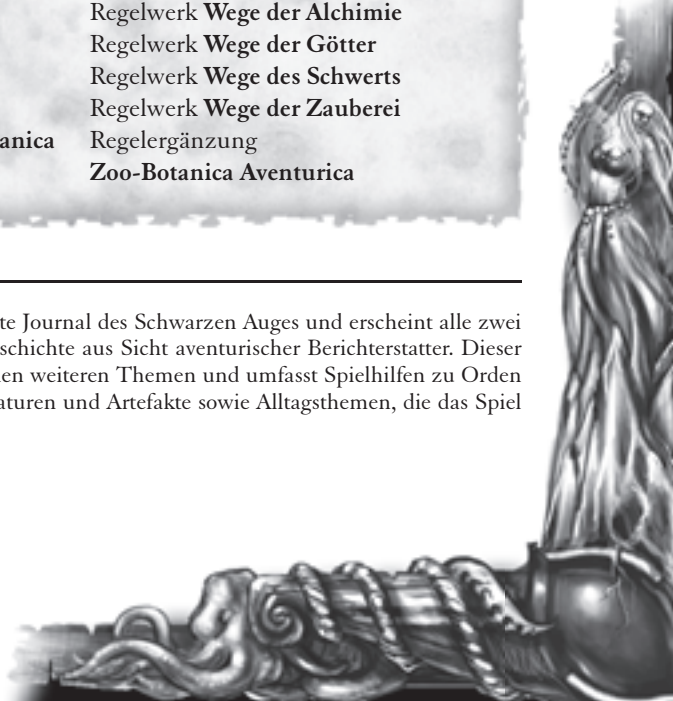 Regelwerk Wege der Alchimie
Regelwerk Wege der Götter
Regelwerk Wege des Schwerts
Regelwerk Wege der Zauberei
anica Regelergänzung
Zoo-Botanica Aventurica
te Journal des Schwarzen Auges und erscheint alle zwei
schichte aus Sicht aventurischer Berichterstatter. Dieser
en weiteren Themen und umfasst Spielhilfen zu Orden
aturen und Artefakte sowie Alltagsthemen, die das Spiel